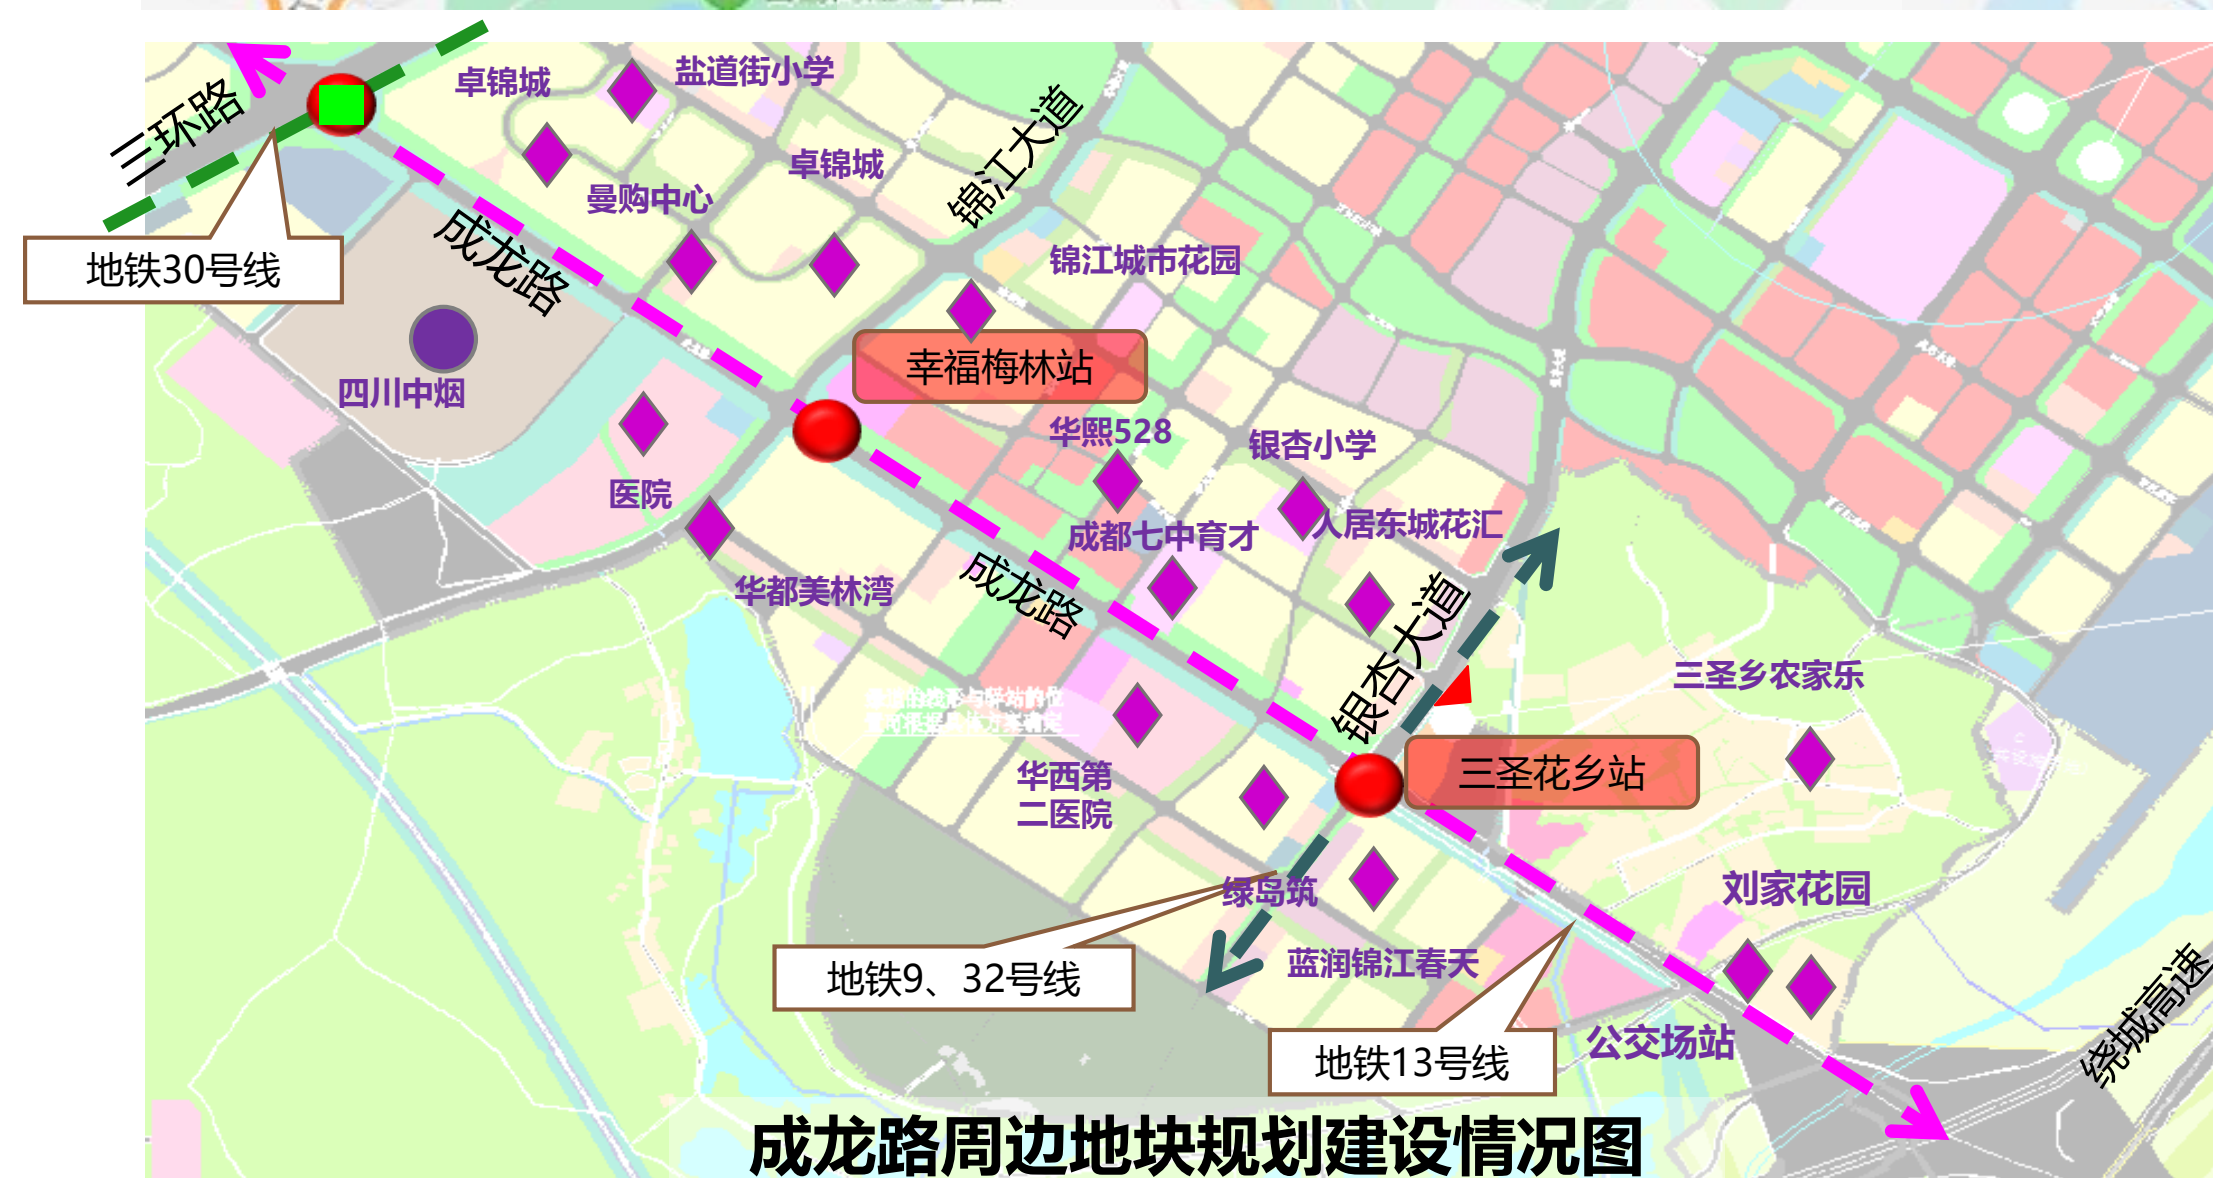 盐道街小学
卓锦城
三环路
锦江大道
卓锦城
曼购中心
成龙路
地铁30号线
锦江城市花园
幸福梅林站
四川中烟
华熙528
银杏小学
医院
人居东城花汇
成都七中育才
华都美林湾
成龙路
银杏大道
三圣乡农家乐
华西第
二医院
三圣花乡站
绿岛筑
刘家花园
地铁9、32号线
蓝润锦江春天
绕城高速
公交场站
地铁13号线
成龙路周边地块规划建设情况图